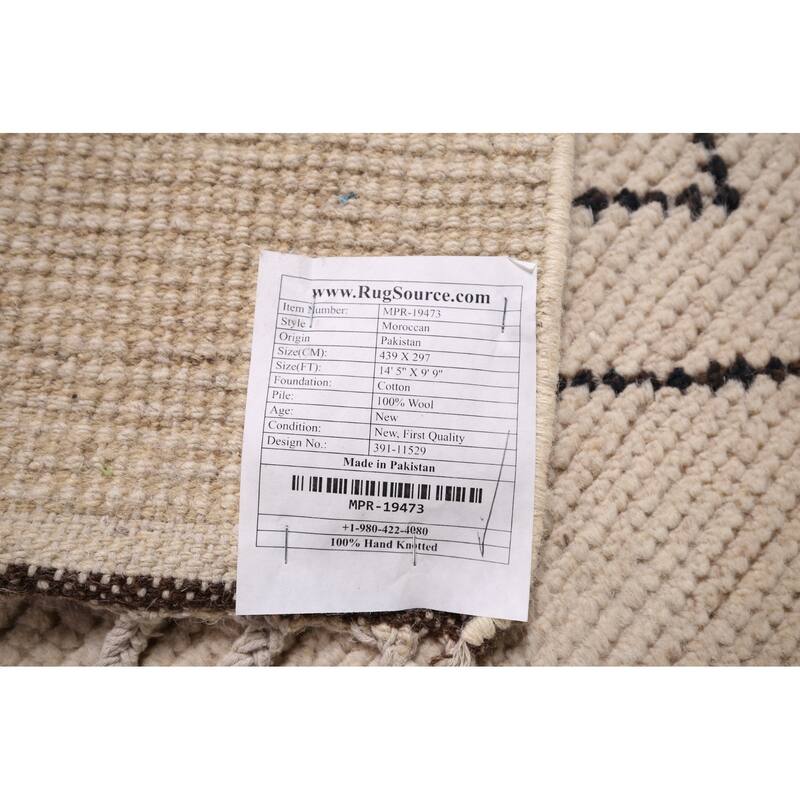 www.RugSource.com
Item Number: MPR-19473
Style Moroccan
Origin Pakistan
Size(CM): 439 X 297
Size(FT): 14' 5" X 9' 9"
Foundation: Cotton
Pile: 100% Wool
Age: New
Condition: New, First Quality
Design No.: 391-11529
Made in Pakistan
MPR-19473
+1-980-422-4080
100% Hand Knotted